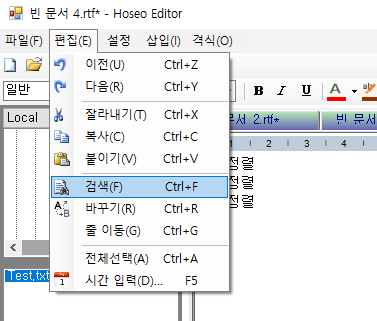 빈 문서 4.rtf* - Hoseo Editor
파일(F) 편집(E) 설정 삽입(I) 격식(O)
이전(U) Ctrl+Z
다음(R) Ctrl+Y
일반 B I U A
잘라내기(T) Ctrl+X
Local 복사(C) Ctrl+C 문서 2.rtf* 빈 문서
붙이기(V) Ctrl+V
1 2 3 4
정렬
검색(F) Ctrl+F 정렬
바꾸기(R) Ctrl+R 정렬
줄 이동(G) Ctrl+G
전체선택(A) Ctrl+A
Test.txt 시간 입력(D)... F5